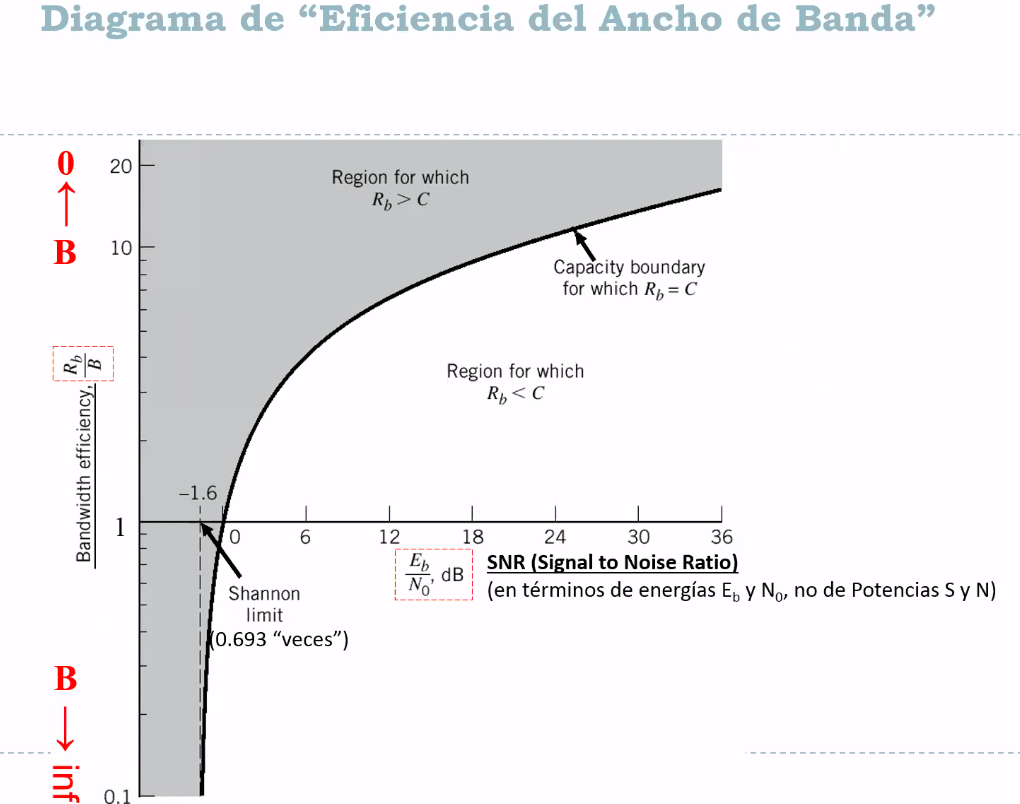 Diagrama de “Eficiencia del Ancho de Banda”
0
B
20
10
Region for which
R_b > C
Capacity boundary
for which R_b = C
Bandwidth efficiency, R_b/B
Region for which
R_b < C
−1.6
1
0 6 12 18 24 30 36
E_b/N_0, dB
SNR (Signal to Noise Ratio)
(en términos de energías E_b y N_0, no de Potencias S y N)
Shannon
limit
(0.693 “veces”)
B
inf
0.1